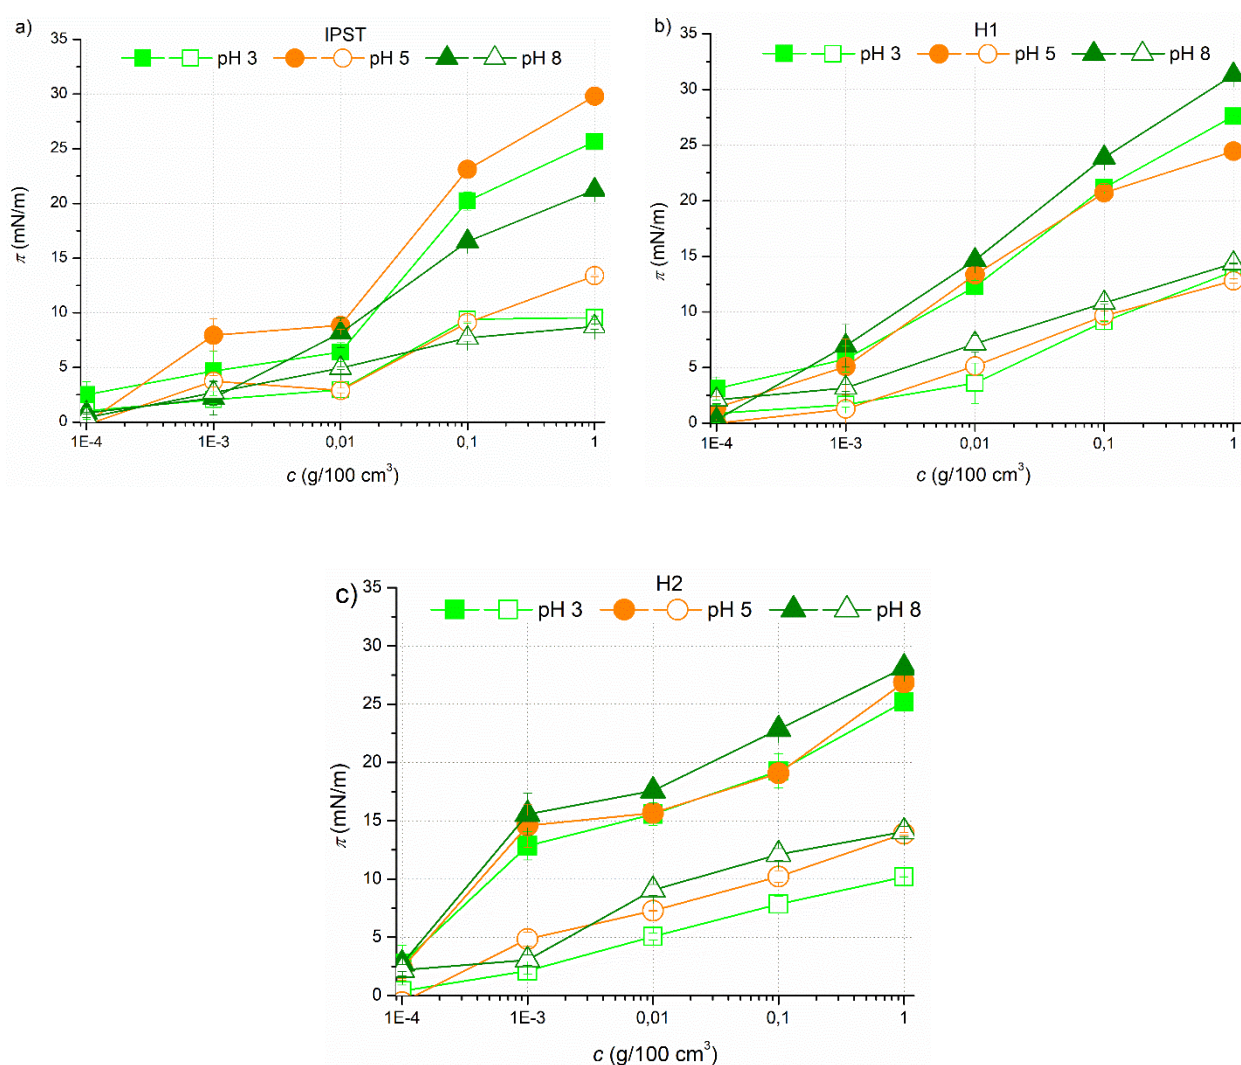 a)
IPST
pH 3
pH 5
pH 8
35
30
25
20
15
10
5
0
π (mN/m)
1E-4
1E-3
0,01
0,1
1
c (g/100 cm³)
b)
H1
pH 3
pH 5
pH 8
35
30
25
20
15
10
5
0
π (mN/m)
1E-4
1E-3
0,01
0,1
1
c (g/100 cm³)
c)
H2
pH 3
pH 5
pH 8
35
30
25
20
15
10
5
0
π (mN/m)
1E-4
1E-3
0,01
0,1
1
c (g/100 cm³)